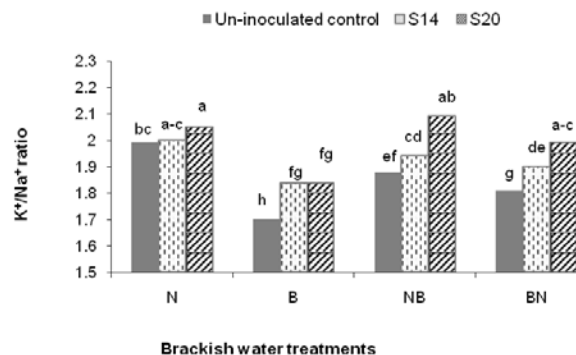 Un-inoculated control S14 S20
2.3
2.2
2.1
2
1.9
1.8
1.7
1.6
1.5
K⁺/Na⁺ ratio
bc a-c a
h fg fg
ef cd ab
g de a-c
N B NB BN
Brackish water treatments